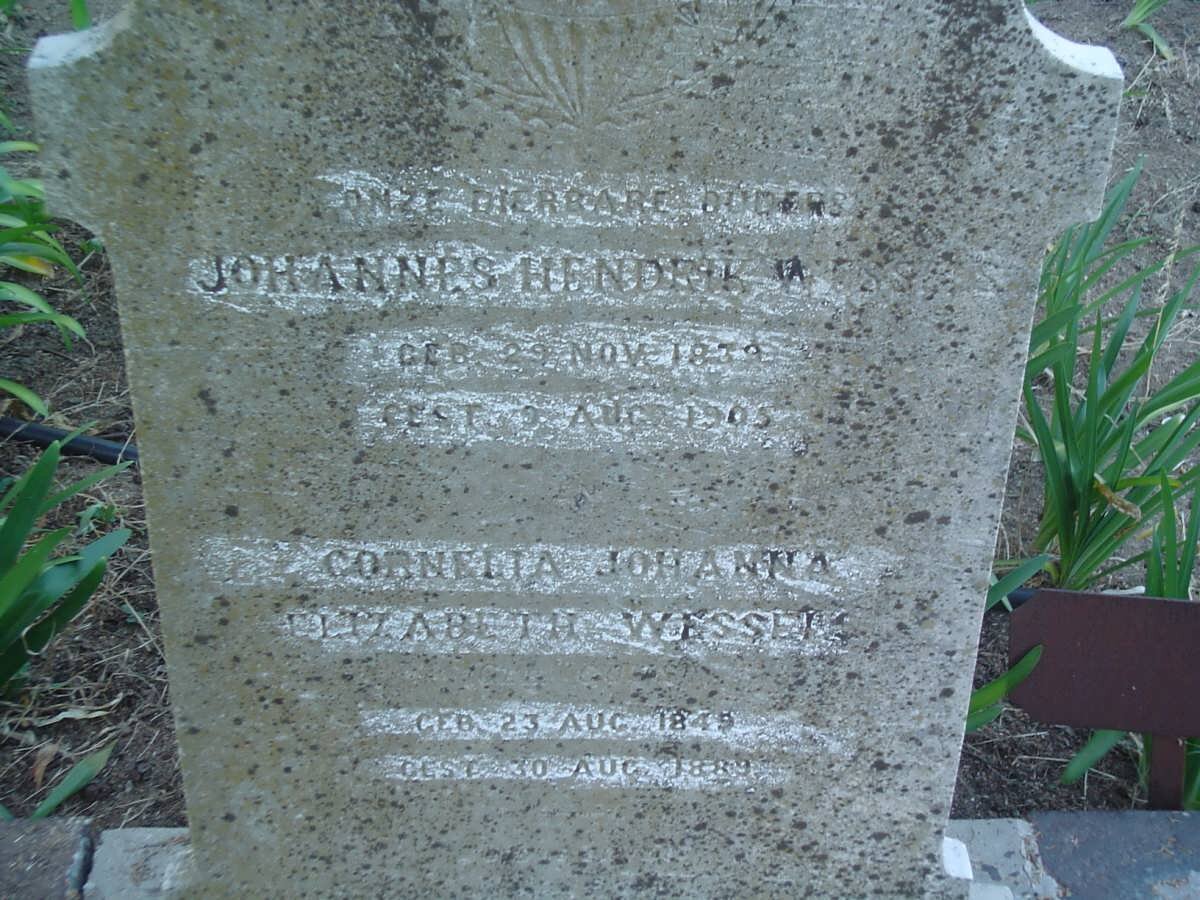 ONZE DIERBARE OUDERS
JOHANNES HENDRIK
GEB. 29 NOV. 1839
GEST. 9 AUG. 1905
CORNELIA JOHANNA
ELIZABETH WESSELS
GEB. 23 AUG. 1849
GEST. 30 AUG. 1889